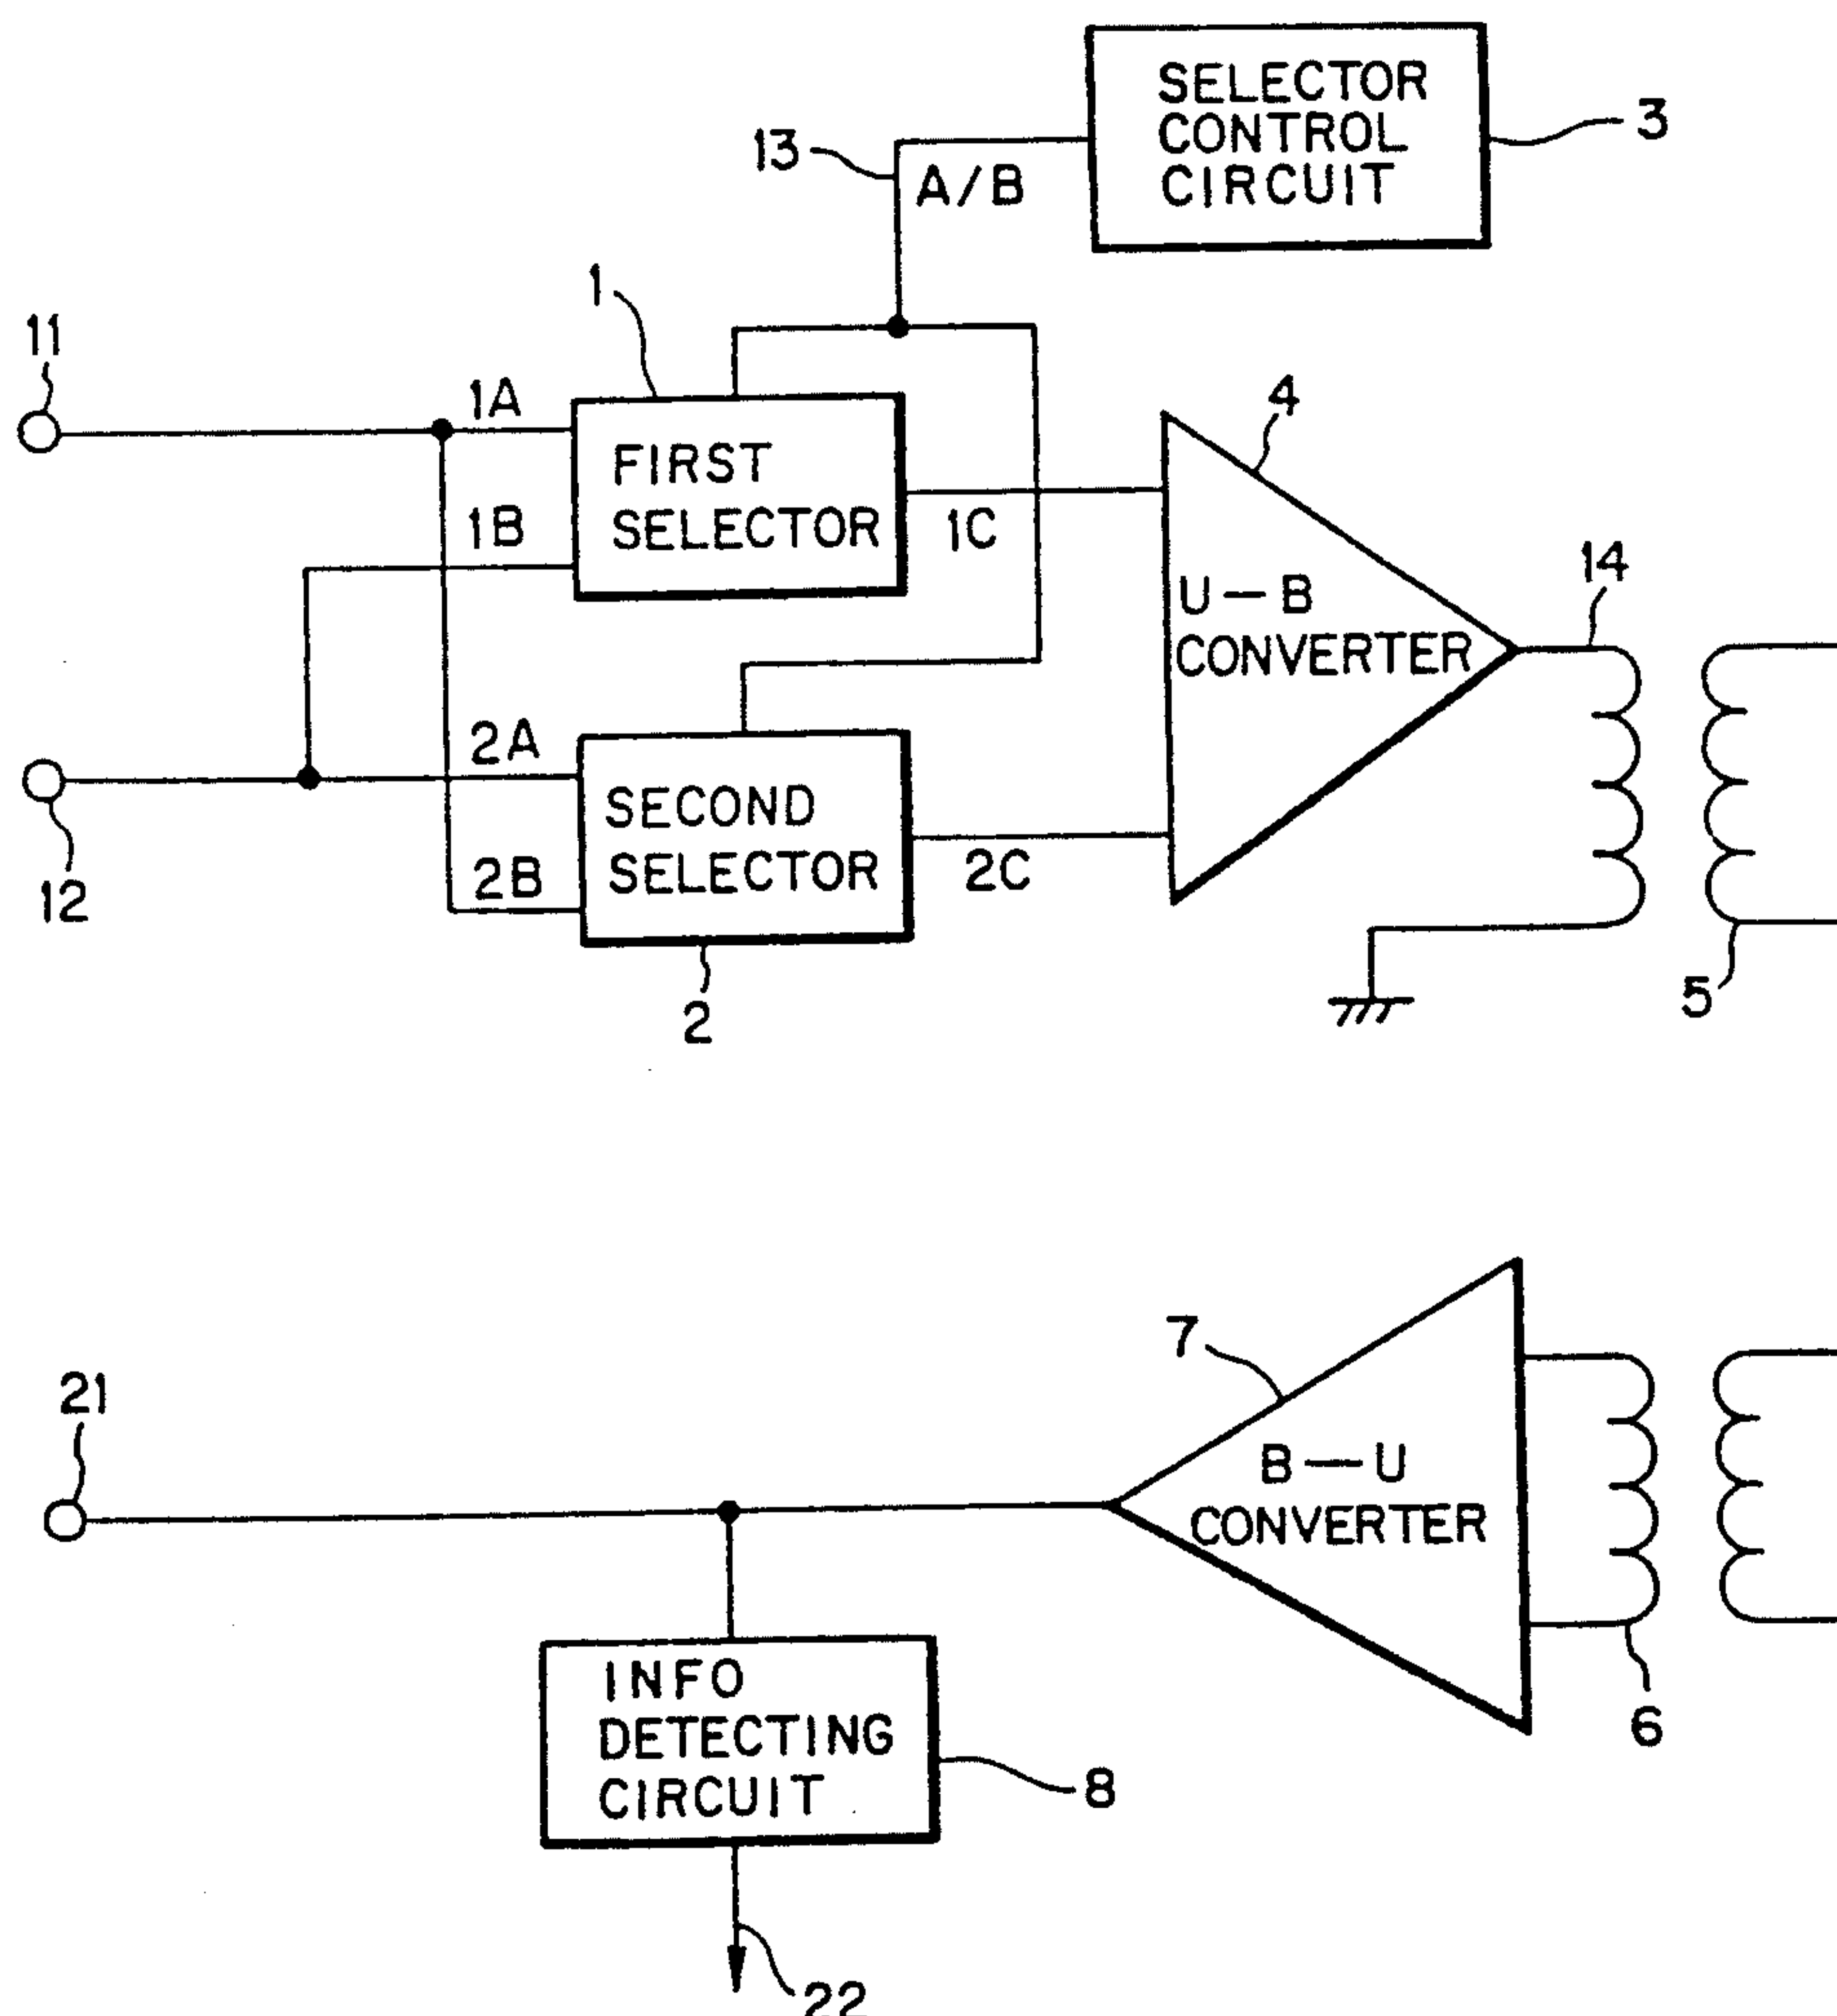 SELECTOR
CONTROL
CIRCUIT
3
13
A/B
1
11
1A
4
FIRST
SELECTOR
1B
1C
14
U—B
CONVERTER
2A
SECOND
SELECTOR
2B
2C
12
2
5
7
21
B—U
CONVERTER
INFO
DETECTING
CIRCUIT
6
8
22